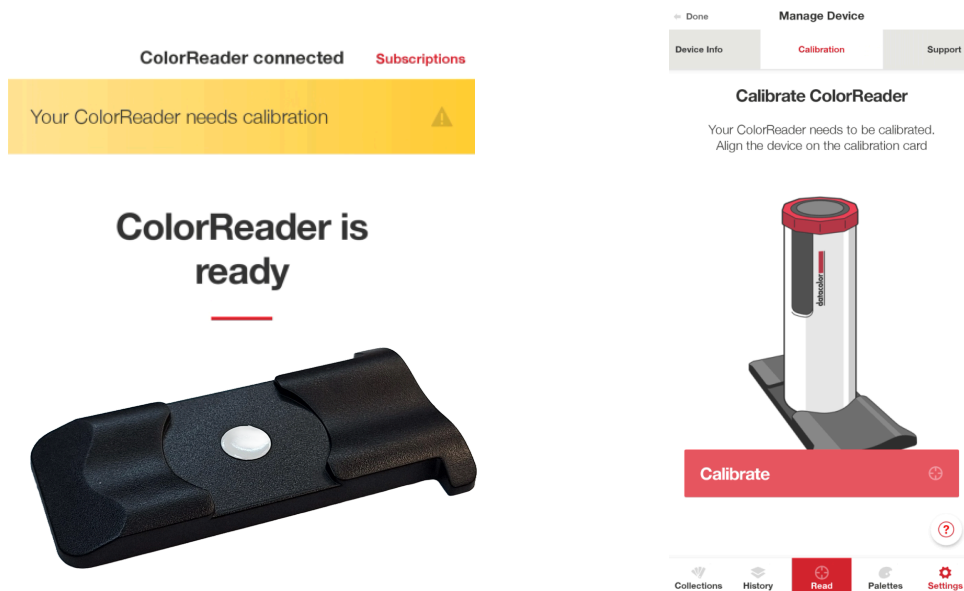 ColorReader connected
Subscriptions
Your ColorReader needs calibration
ColorReader is
ready
Done
Manage Device
Device Info
Calibration
Support
Calibrate ColorReader
Your ColorReader needs to be calibrated.
Align the device on the calibration card
datacolor
Calibrate
?
Collections
History
Read
Palettes
Settings